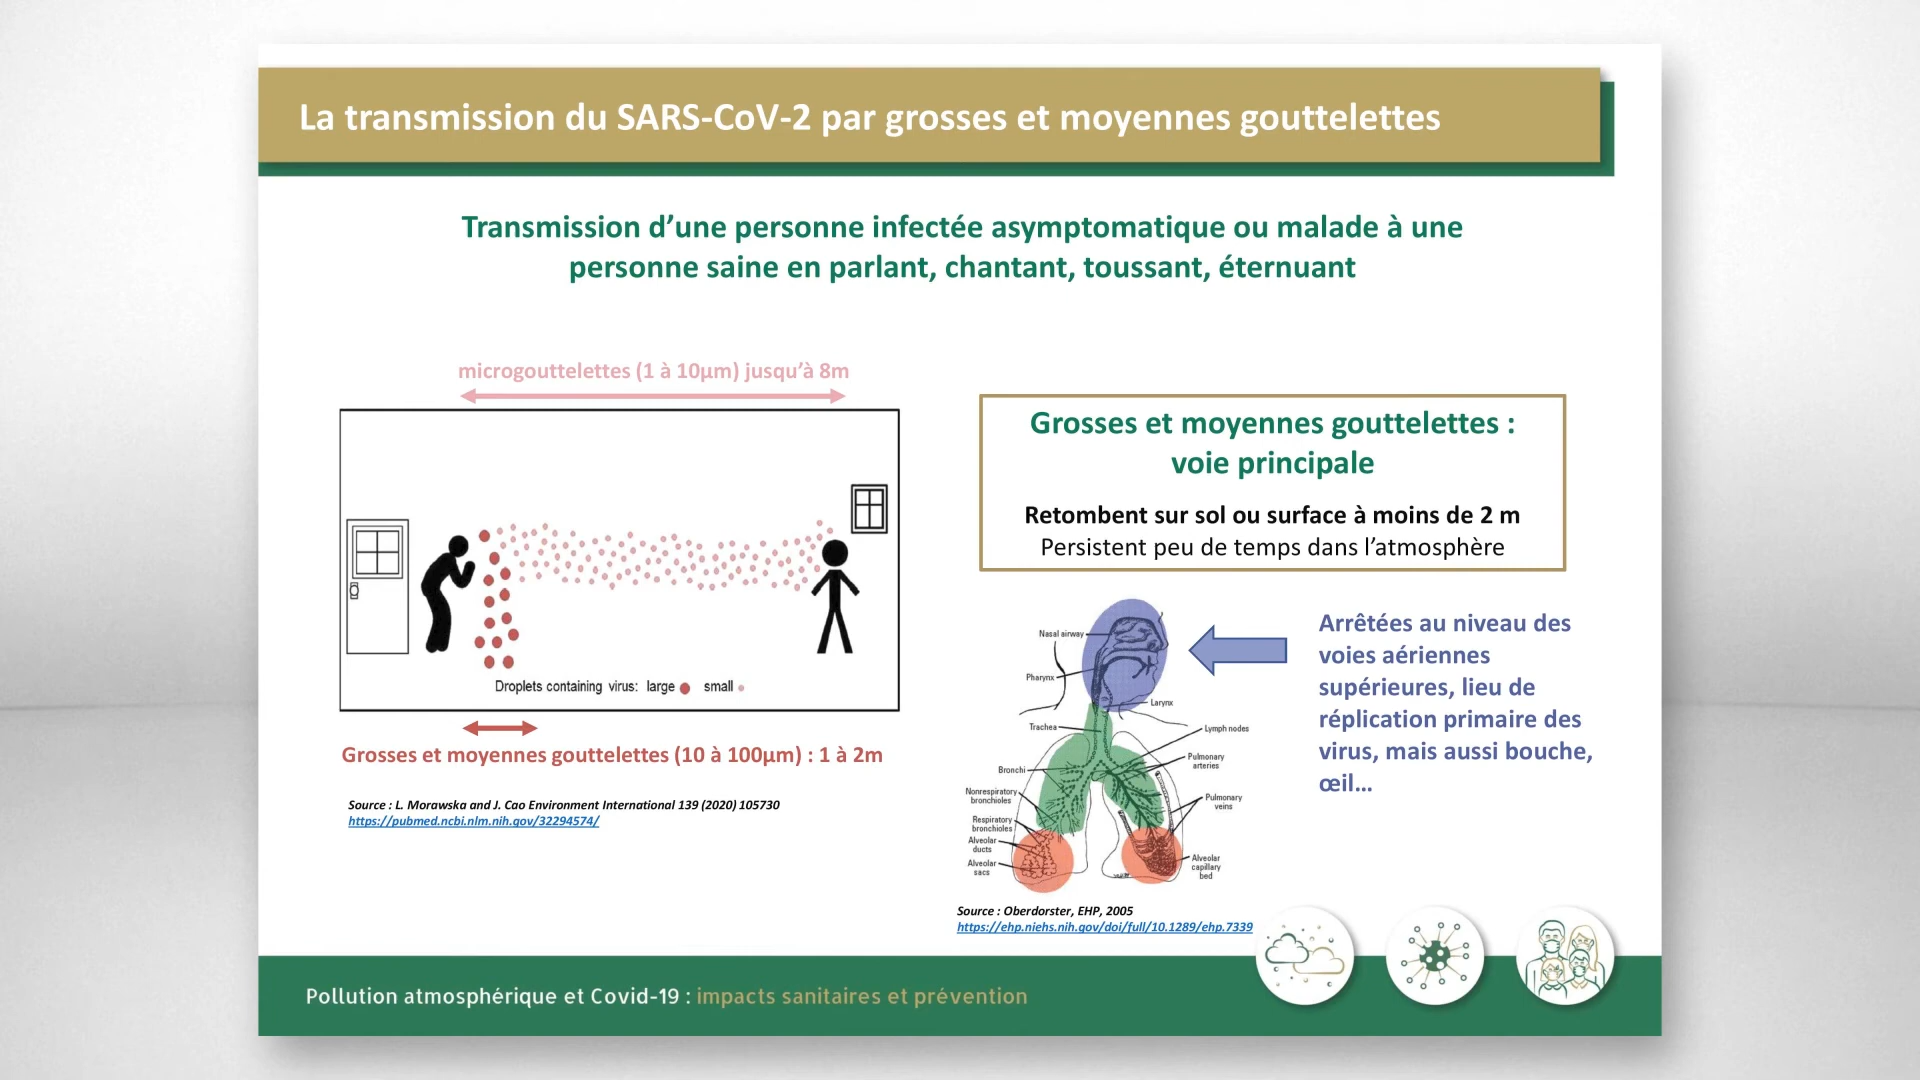 La transmission du SARS-CoV-2 par grosses et moyennes gouttelettes
Transmission d’une personne infectée asymptomatique ou malade à une
personne saine en parlant, chantant, toussant, éternuant
microgouttelettes (1 à 10µm) jusqu’à 8m
Droplets containing virus: large small
Grosses et moyennes gouttelettes (10 à 100µm) : 1 à 2m
Source : L. Morawska and J. Cao Environment International 139 (2020) 105730
https://pubmed.ncbi.nlm.nih.gov/32294574/
Grosses et moyennes gouttelettes :
voie principale
Retombent sur sol ou surface à moins de 2 m
Persistent peu de temps dans l’atmosphère
Nasal airway
Pharynx
Larynx
Trachea
Lymph nodes
Pulmonary
arteries
Bronchi
Nonrespiratory
bronchioles
Pulmonary
veins
Respiratory
bronchioles
Alveolar
ducts
Alveolar
sacs
Alveolar
capillary
bed
Arrêtées au niveau des
voies aériennes
supérieures, lieu de
réplication primaire des
virus, mais aussi bouche,
œil…
Source : Oberdorster, EHP, 2005
https://ehp.niehs.nih.gov/doi/full/10.1289/ehp.7339
Pollution atmosphérique et Covid-19 : impacts sanitaires et prévention